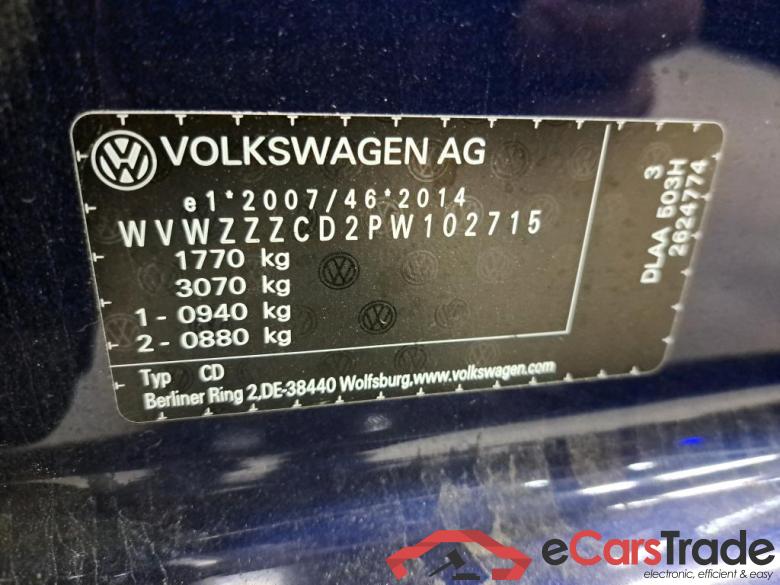 VOLKSWAGEN AG
e1*2007/46*2014
WVWZZZCD2PW102715
1770 kg
3070 kg
1 - 0940 kg
2 - 0880 kg
Typ CD
Berliner Ring 2,DE-38440 Wolfsburg,www.volkswagen.com
3
DLAA 503H
2624774
eCarsTrade
electronic, efficient & easy